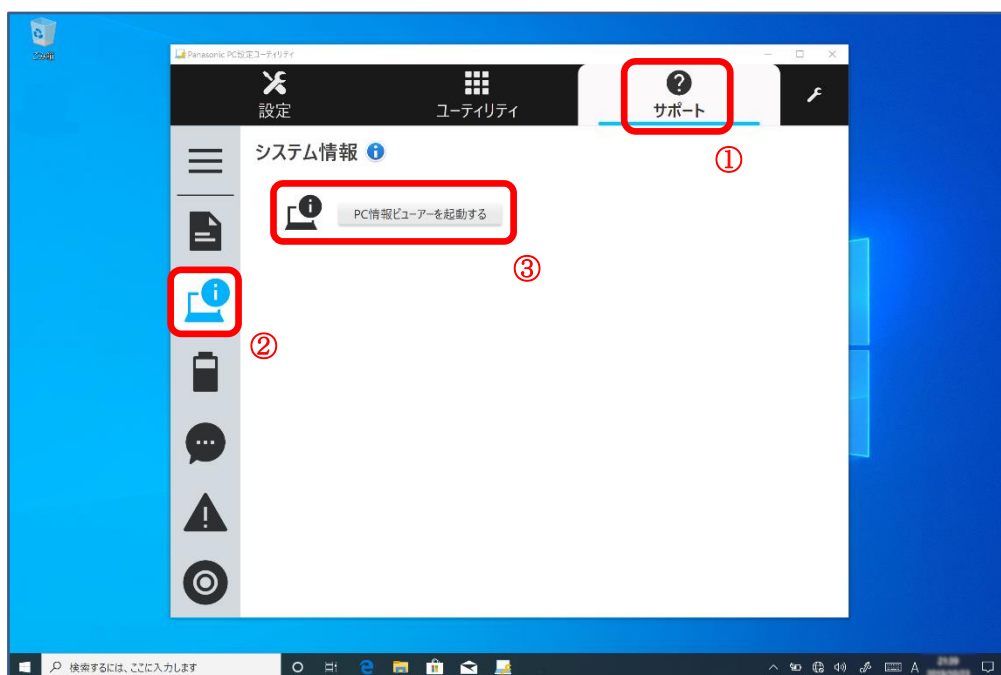 ごみ箱
Panasonic PC設定ユーティリティ
設定
ユーティリティ
? サポート
①
システム情報 i
i PC情報ビューアーを起動する
③
i
②
検索するには、ここに入力します
A